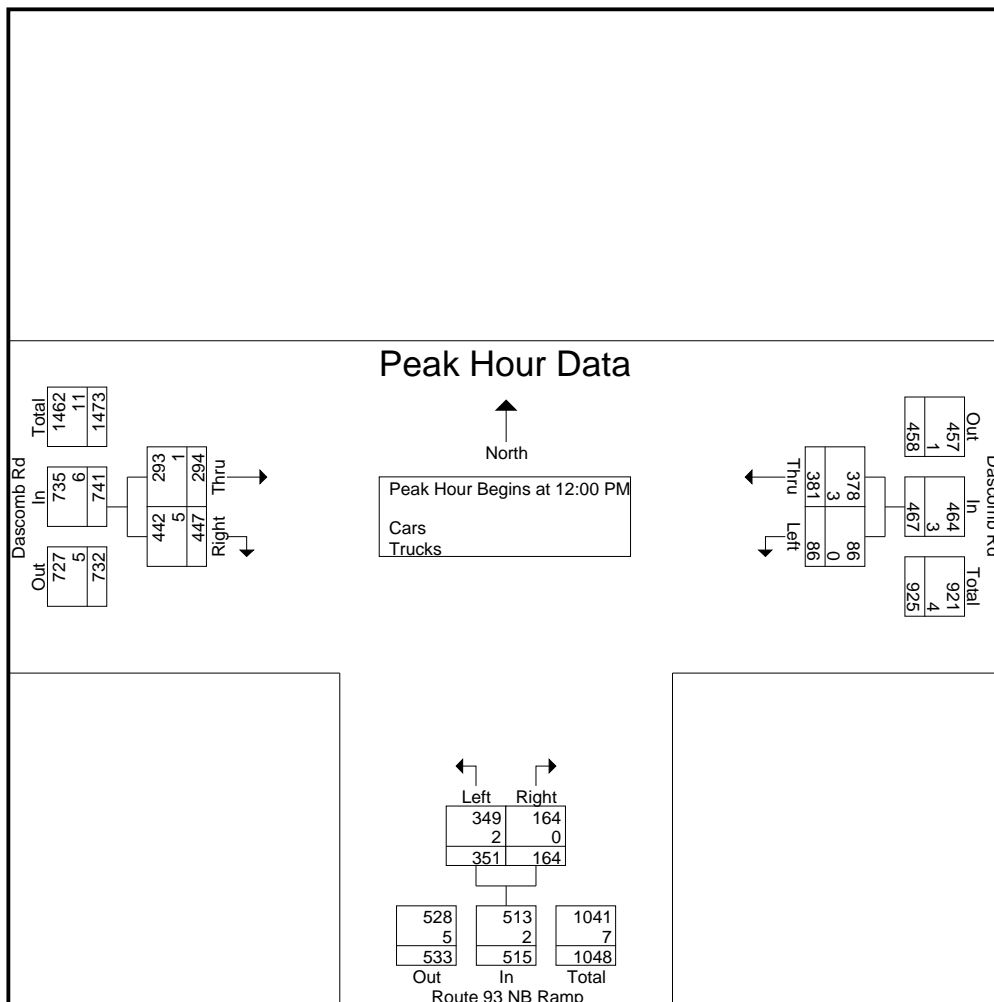 Peak Hour Data
North
Peak Hour Begins at 12:00 PM
Cars
Trucks
Dascomb Rd
Total
1462
11
1473
In
735
6
741
Out
727
5
732
Thru
293
1
294
Right
442
5
447
Dascomb Rd
Out
457
1
458
In
464
3
467
Total
921
4
925
Thru
378
3
381
Left
86
0
86
Left Right
349 164
2 0
351 164
528 513 1041
5 2 7
533 515 1048
Out In Total
Route 93 NB Ramp